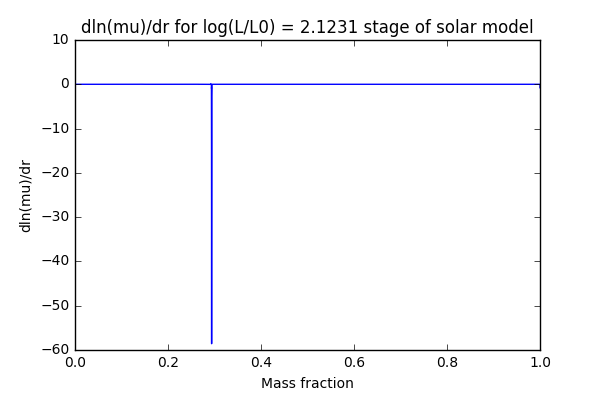 dln(mu)/dr for log(L/L0) = 2.1231 stage of solar model
10
0
−10
−20
−30
−40
−50
−60
dln(mu)/dr
0.0 0.2 0.4 0.6 0.8 1.0
Mass fraction